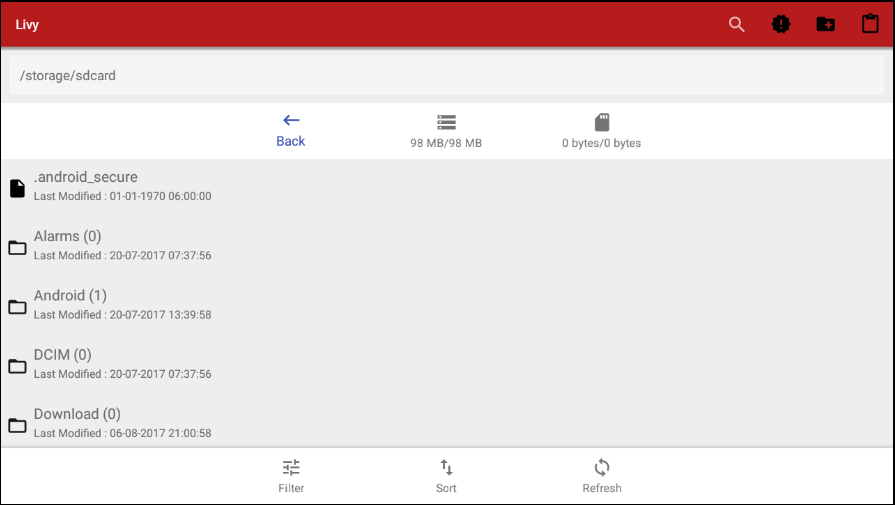 Livy
/storage/sdcard
Back
98 MB/98 MB
0 bytes/0 bytes
.android_secure
Last Modified : 01-01-1970 06:00:00
Alarms (0)
Last Modified : 20-07-2017 07:37:56
Android (1)
Last Modified : 20-07-2017 13:39:58
DCIM (0)
Last Modified : 20-07-2017 07:37:56
Download (0)
Last Modified : 06-08-2017 21:00:58
Filter
Sort
Refresh